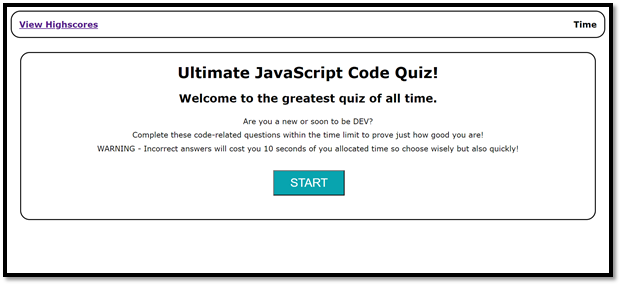 View Highscores
Time
Ultimate JavaScript Code Quiz!
Welcome to the greatest quiz of all time.
Are you a new or soon to be DEV?
Complete these code-related questions within the time limit to prove just how good you are!
WARNING - Incorrect answers will cost you 10 seconds of you allocated time so choose wisely but also quickly!
START